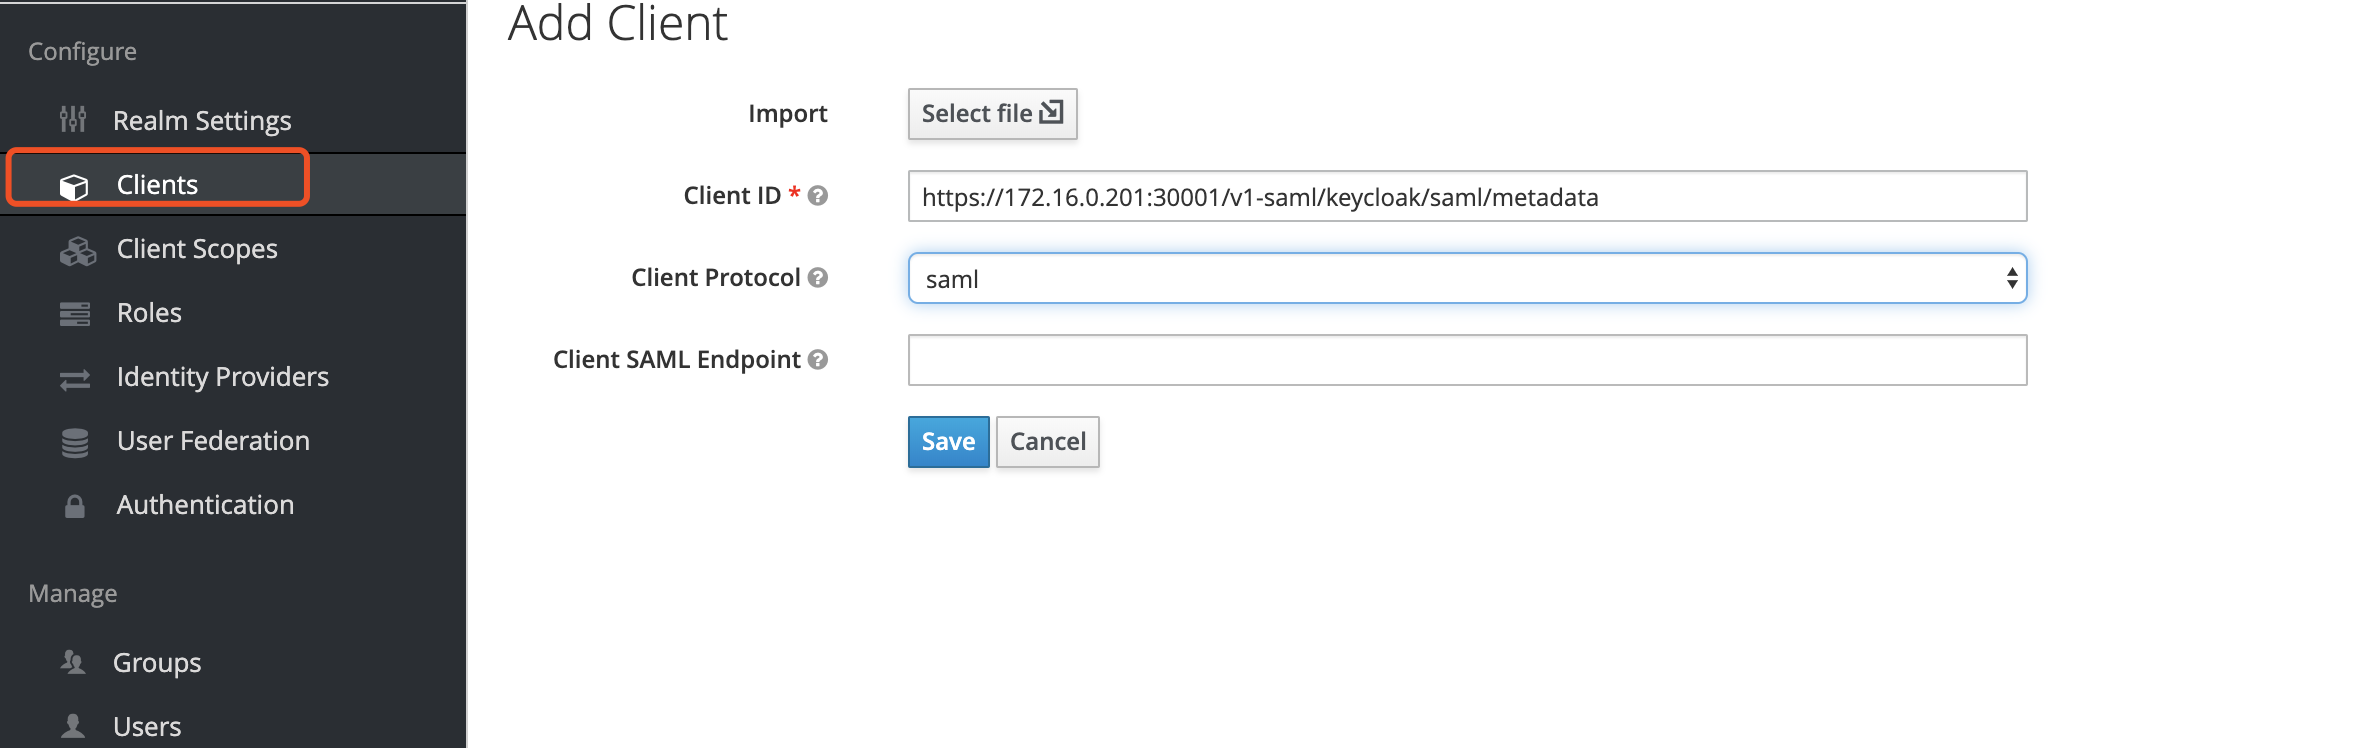 Configure
Realm Settings
Clients
Client Scopes
Roles
Identity Providers
User Federation
Authentication
Manage
Groups
Users
Add Client
Import Select file
Client ID * https://172.16.0.201:30001/v1-saml/keycloak/saml/metadata
Client Protocol saml
Client SAML Endpoint
Save Cancel